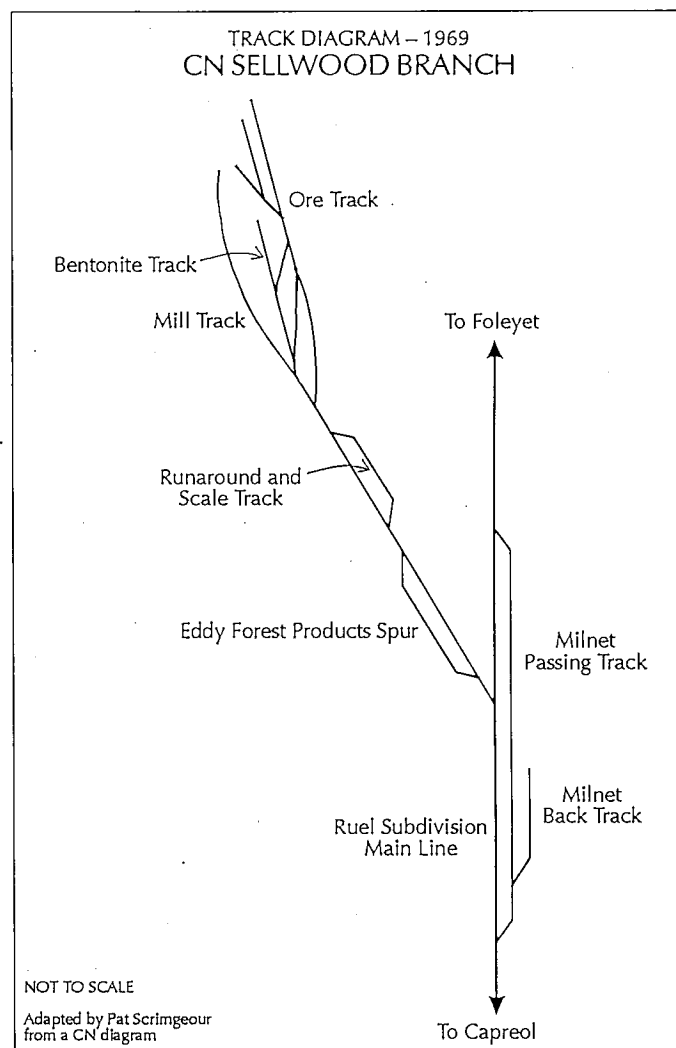 TRACK DIAGRAM – 1969
CN SELLWOOD BRANCH
Ore Track
Bentonite Track
Mill Track
To Foleyet
Runaround and
Scale Track
Eddy Forest Products Spur
Milnet
Passing Track
Milnet
Back Track
Ruel Subdivision
Main Line
NOT TO SCALE
Adapted by Pat Scrimgeour
from a CN diagram
To Capreol